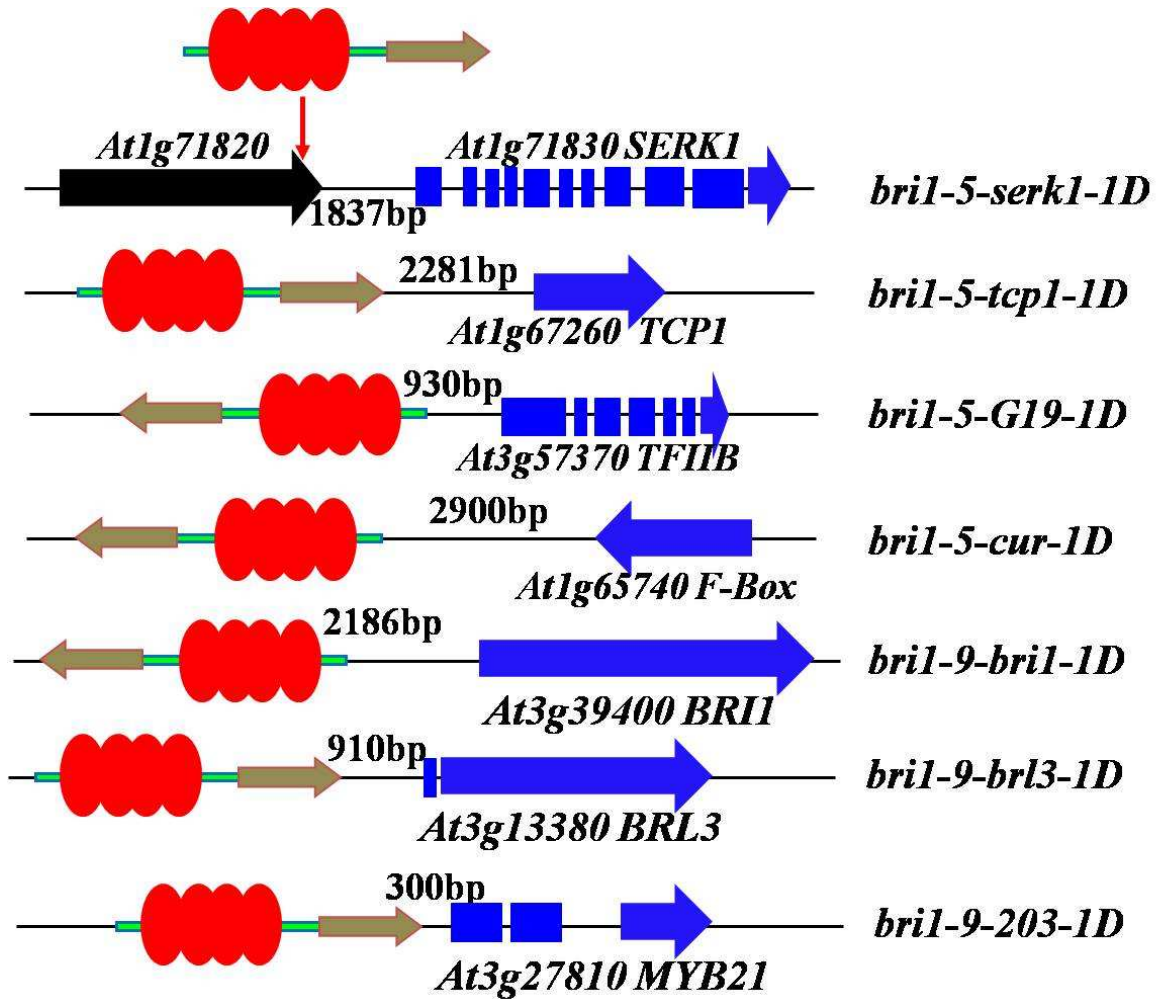 At1g71820 At1g71830 SERK1
1837bp bri1-5-serk1-1D
2281bp
At1g67260 TCP1 bri1-5-tcp1-1D
930bp
At3g57370 TFIIB bri1-5-G19-1D
2900bp
At1g65740 F-Box bri1-5-cur-1D
2186bp
At3g39400 BRI1 bri1-9-bri1-1D
910bp
At3g13380 BRL3 bri1-9-brl3-1D
300bp
At3g27810 MYB21 bri1-9-203-1D